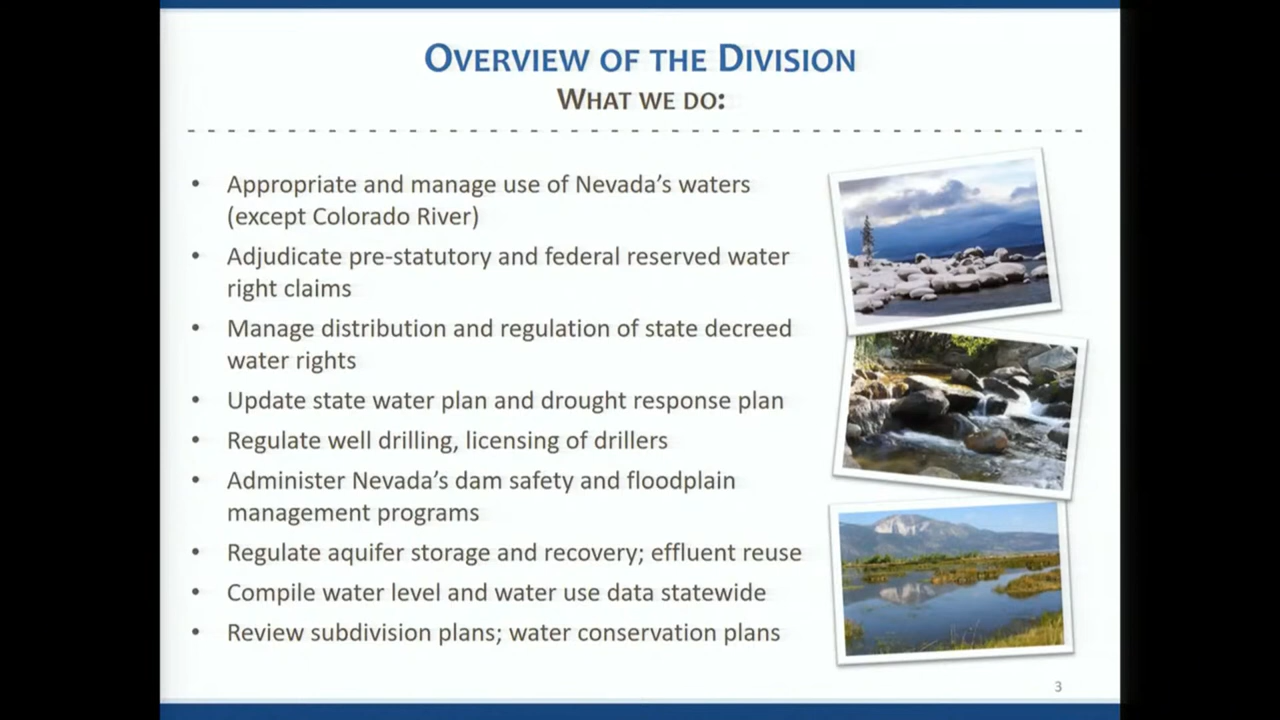 OVERVIEW OF THE DIVISION
WHAT WE DO:
• Appropriate and manage use of Nevada's waters
(except Colorado River)
• Adjudicate pre-statutory and federal reserved water
right claims
• Manage distribution and regulation of state decreed
water rights
• Update state water plan and drought response plan
• Regulate well drilling, licensing of drillers
• Administer Nevada's dam safety and floodplain
management programs
• Regulate aquifer storage and recovery; effluent reuse
• Compile water level and water use data statewide
• Review subdivision plans; water conservation plans
3